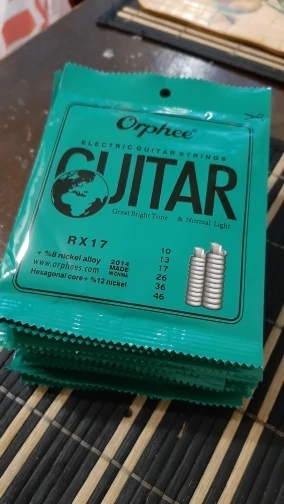 Orphee
ELECTRIC GUITAR STRINGS
GUITAR
Great Bright Tone & Normal Light
RX17
+ %8 nickel alloy
www.orphees.com
Hexagonal core+ %12 nickel
2014
MADE
IN CHINA
10
13
17
26
36
46